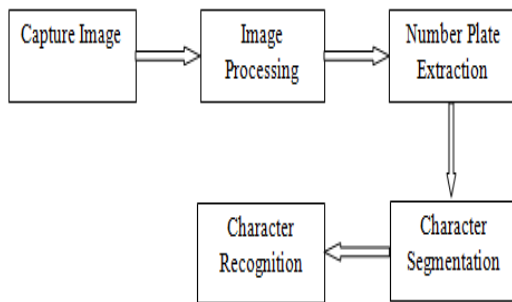 Capture Image
Image
Processing
Number Plate
Extraction
Character
Segmentation
Character
Recognition